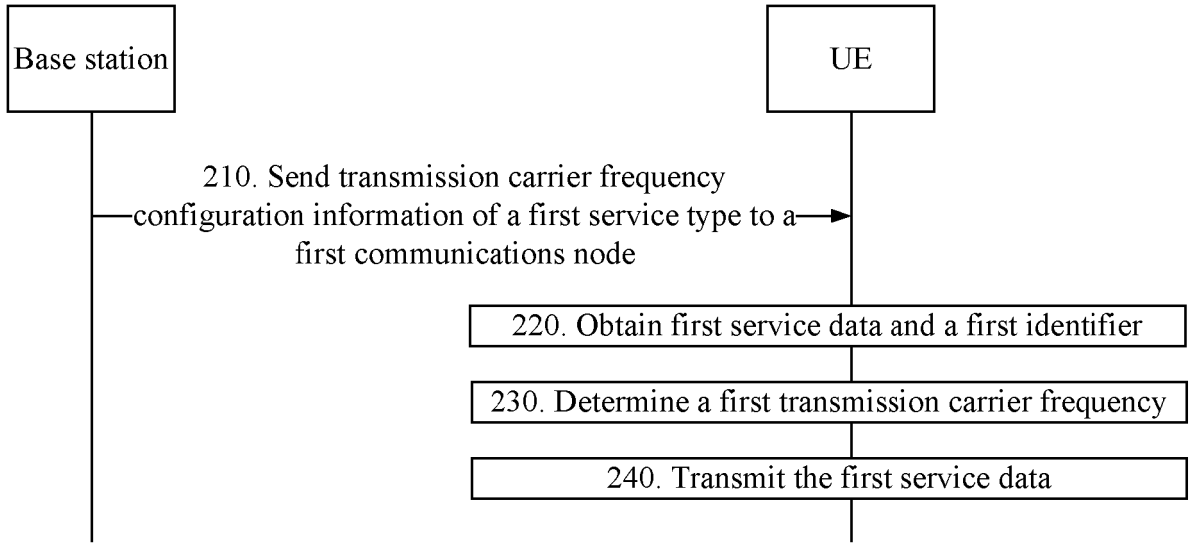 Base station
UE
210. Send transmission carrier frequency
configuration information of a first service type to a
first communications node
220. Obtain first service data and a first identifier
230. Determine a first transmission carrier frequency
240. Transmit the first service data